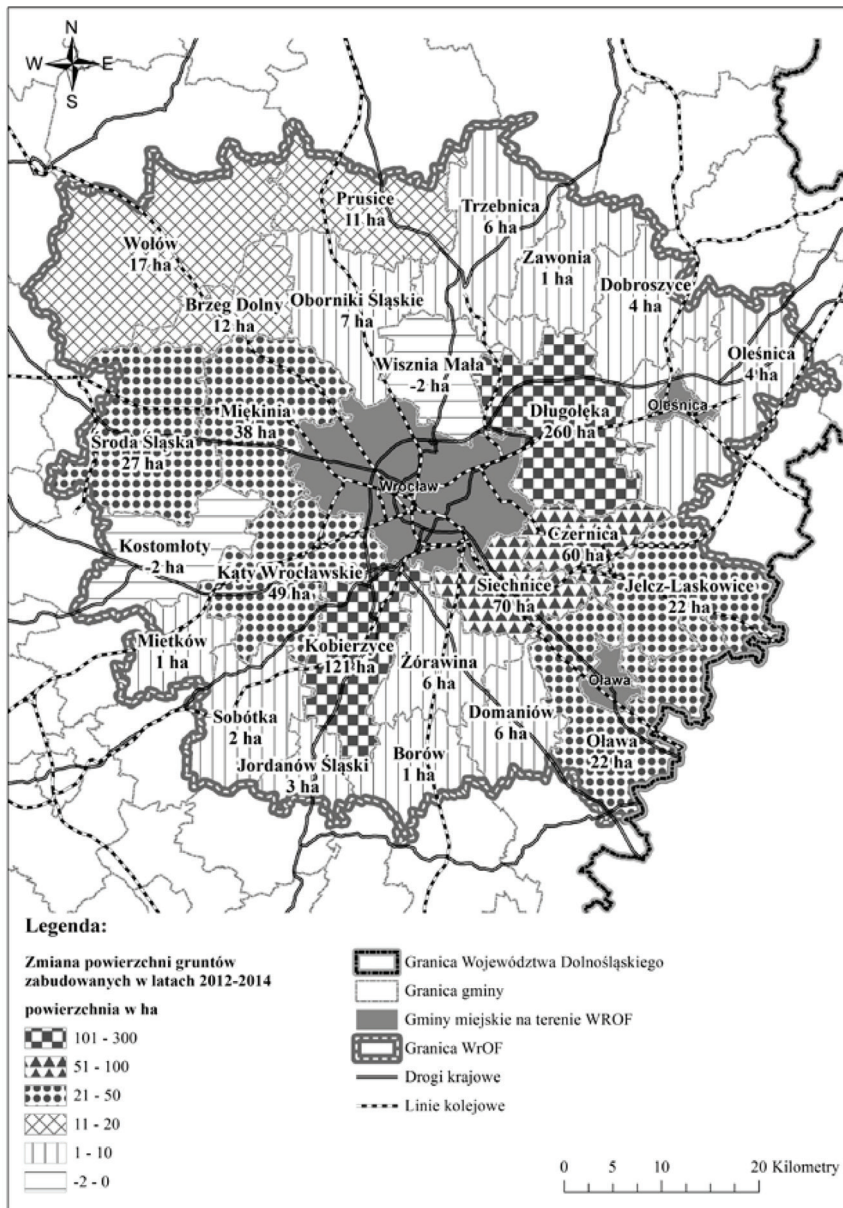 N
W E
S
Prusice
11 ha
Trzebnica
6 ha
Wołów
17 ha
Zawonia
1 ha
Dobroszyce
4 ha
Brzeg Dolny
12 ha
Oborniki Śląskie
7 ha
Wisznia Mała
-2 ha
Oleśnica
4 ha
Długołęka
260 ha
Oleśnica
Miękinia
38 ha
Środa Śląska
27 ha
Wrocław
Czernica
60 ha
Kostomłoty
-2 ha
Kąty Wrocławskie
49 ha
Siechnice
70 ha
Jelcz-Laskowice
22 ha
Mietków
1 ha
Kobierzyce
121 ha
Żórawina
6 ha
Oława
Sobótka
2 ha
Domaniów
6 ha
Oława
22 ha
Jordanów Śląski
3 ha
Borów
1 ha
Legenda:
Zmiana powierzchni gruntów
zabudowanych w latach 2012-2014
powierzchnia w ha
101 - 300
51 - 100
21 - 50
11 - 20
1 - 10
-2 - 0
Granica Województwa Dolnośląskiego
Granica gminy
Gminy miejskie na terenie WROF
Granica WrOF
Drogi krajowe
Linie kolejowe
0 5 10 20 Kilometry